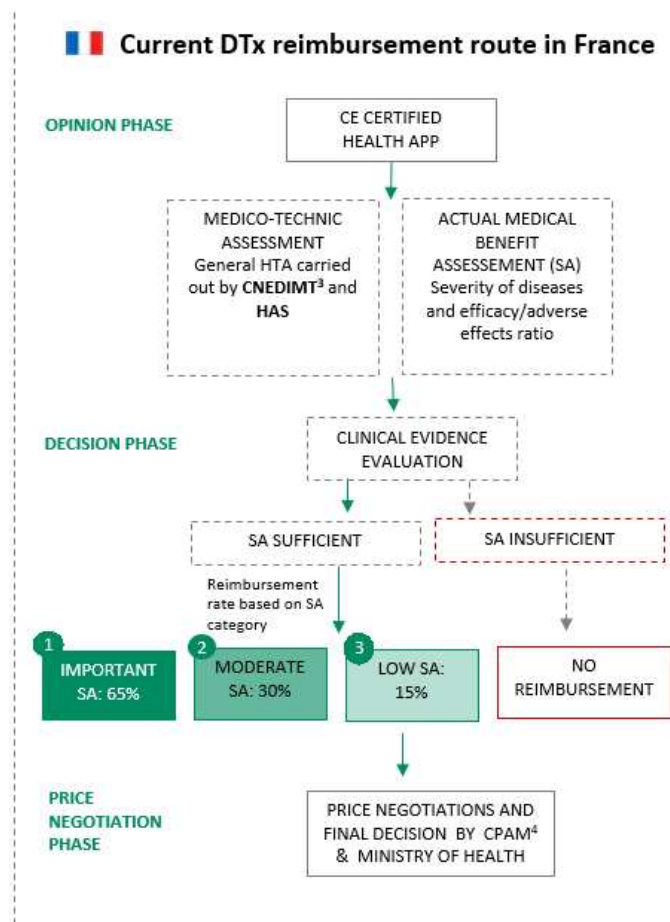 Current DTx reimbursement route in France
OPINION PHASE
CE CERTIFIED
HEALTH APP
MEDICO-TECHNIC
ASSESSMENT
General HTA carried
out by CNEDIMT³ and
HAS
ACTUAL MEDICAL
BENEFIT
ASSESSEMENT (SA)
Severity of diseases
and efficacy/adverse
effects ratio
DECISION PHASE
CLINICAL EVIDENCE
EVALUATION
SA SUFFICIENT
SA INSUFFICIENT
Reimbursement
rate based on SA
category
1
IMPORTANT
SA: 65%
2
MODERATE
SA: 30%
3
LOW SA:
15%
NO
REIMBURSEMENT
PRICE
NEGOTIATION
PHASE
PRICE NEGOTIATIONS AND
FINAL DECISION BY CPAM⁴
& MINISTRY OF HEALTH